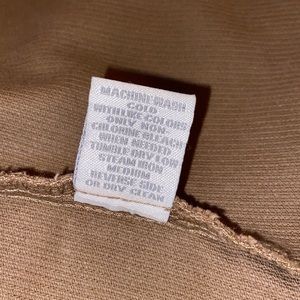 MACHINE WASH
COLD
WITH LIKE COLORS
ONLY NON-
CHLORINE BLEACH
WHEN NEEDED
TUMBLE DRY LOW
STEAM IRON
MEDIUM
REVERSE SIDE
OR DRY CLEAN